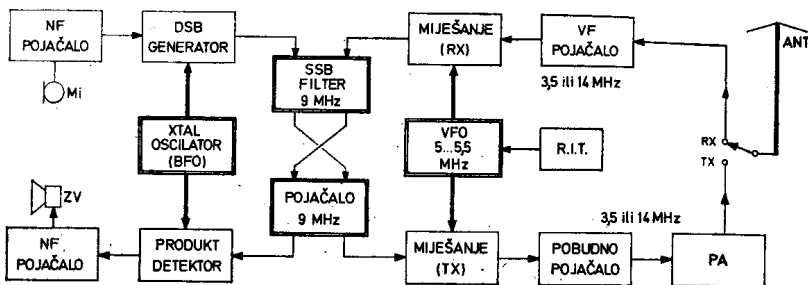 NF
POJAČALO
DSB
GENERATOR
MIJEŠANJE
(RX)
VF
POJAČALO
ANT
Mi
SSB
FILTER
9 MHz
3,5 ili 14 MHz
XTAL
OSCILATOR
(BFO)
VFO
5...5,5
MHz
R.I.T.
RX
TX
ZV
POJAČALO
9 MHz
3,5 ili 14 MHz
NF
POJAČALO
PRODUKT
DETEKTOR
MIJEŠANJE
(TX)
POBUDNO
POJAČALO
PA